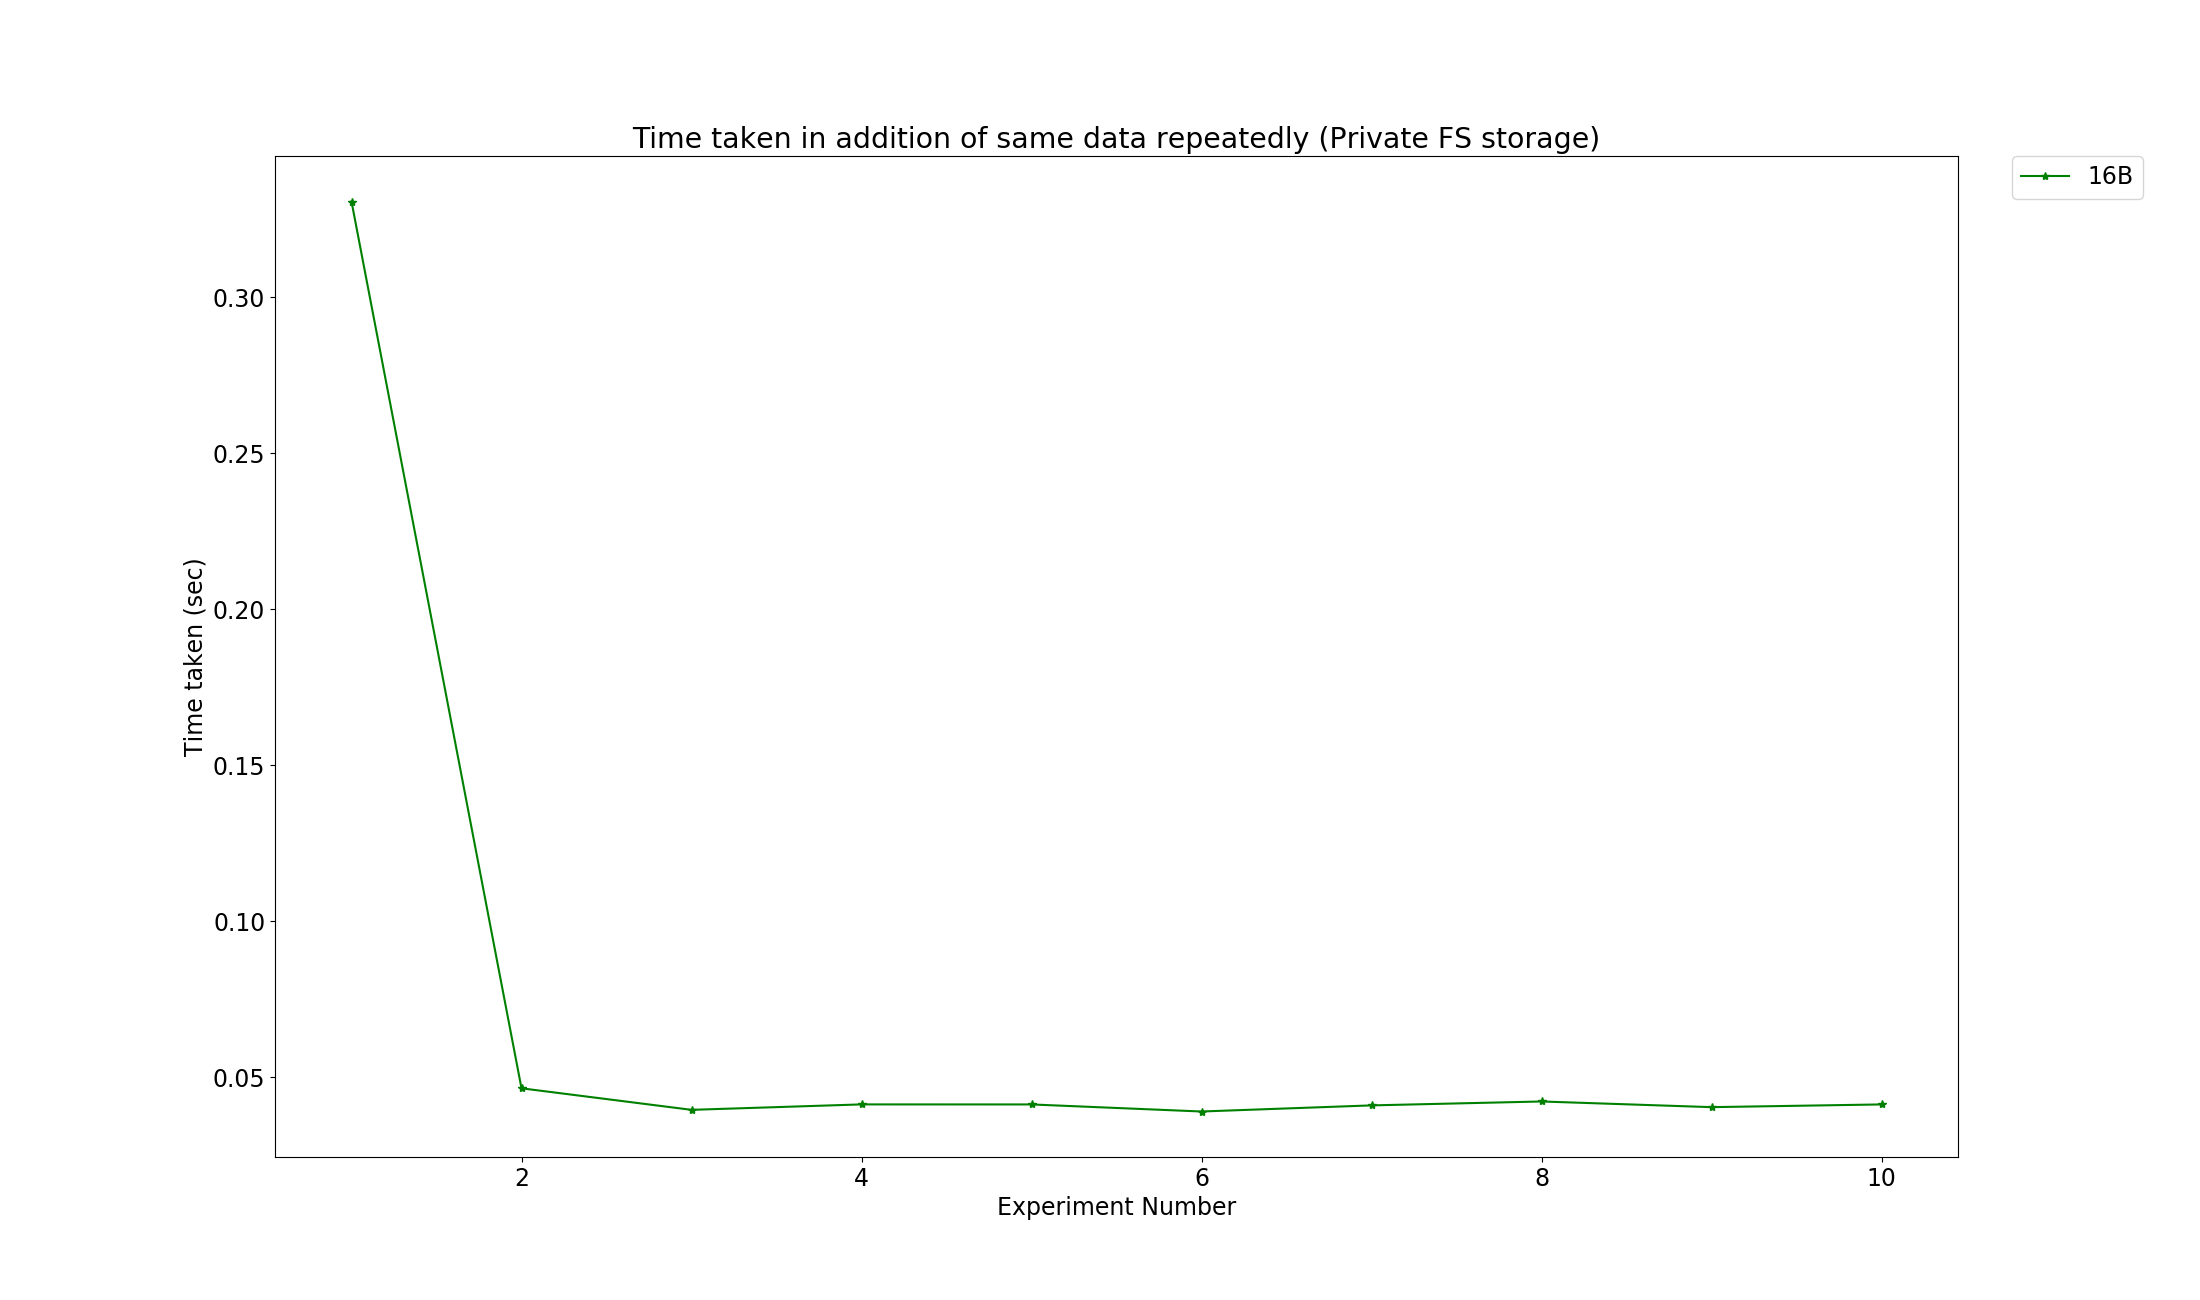 Time taken in addition of same data repeatedly (Private FS storage)
16B
0.30
0.25
0.20
0.15
0.10
0.05
Time taken (sec)
2 4 6 8 10
Experiment Number